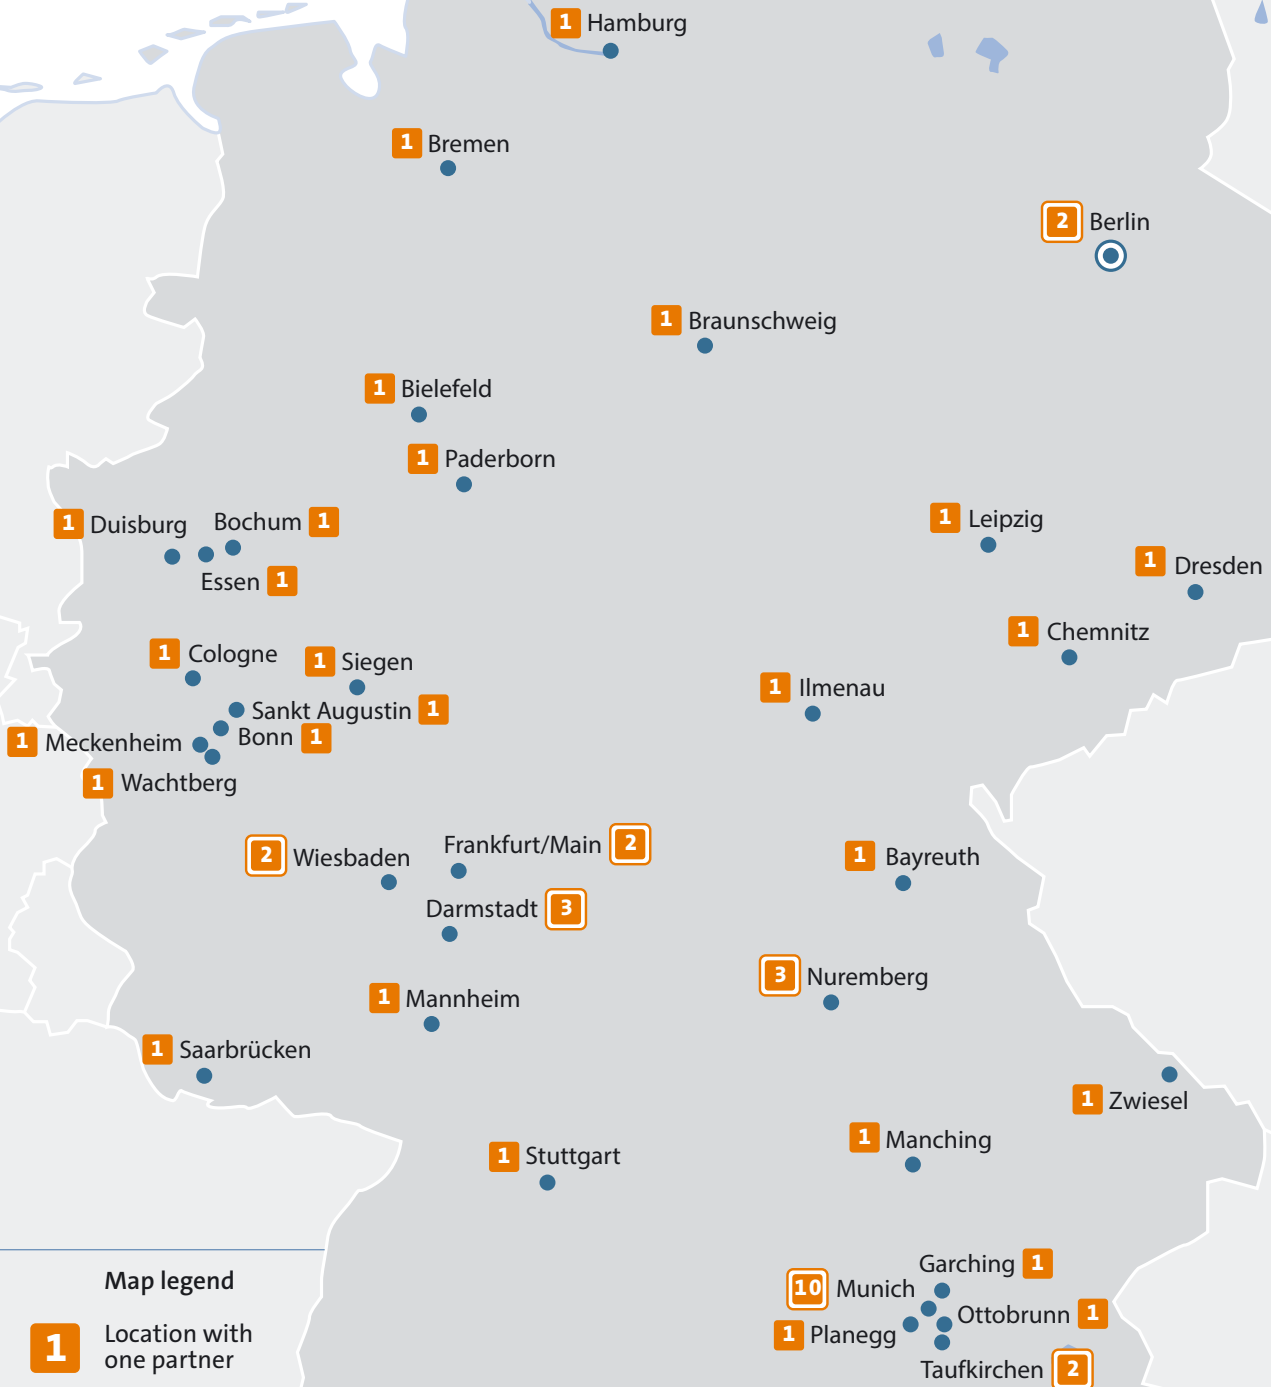 1 Hamburg
1 Bremen
2 Berlin
1 Braunschweig
1 Bielefeld
1 Paderborn
1 Duisburg
Bochum 1
Essen 1
1 Leipzig
1 Dresden
1 Chemnitz
1 Cologne
1 Siegen
1 Ilmenau
Sankt Augustin 1
Bonn 1
1 Meckenheim
1 Wachtberg
2 Wiesbaden
Frankfurt/Main 2
Darmstadt 3
1 Bayreuth
3 Nuremberg
1 Mannheim
1 Saarbrücken
1 Zwiesel
1 Manching
1 Stuttgart
Garching 1
10 Munich
Ottobrunn 1
1 Planegg
Taufkirchen 2
Map legend
1 Location with
one partner